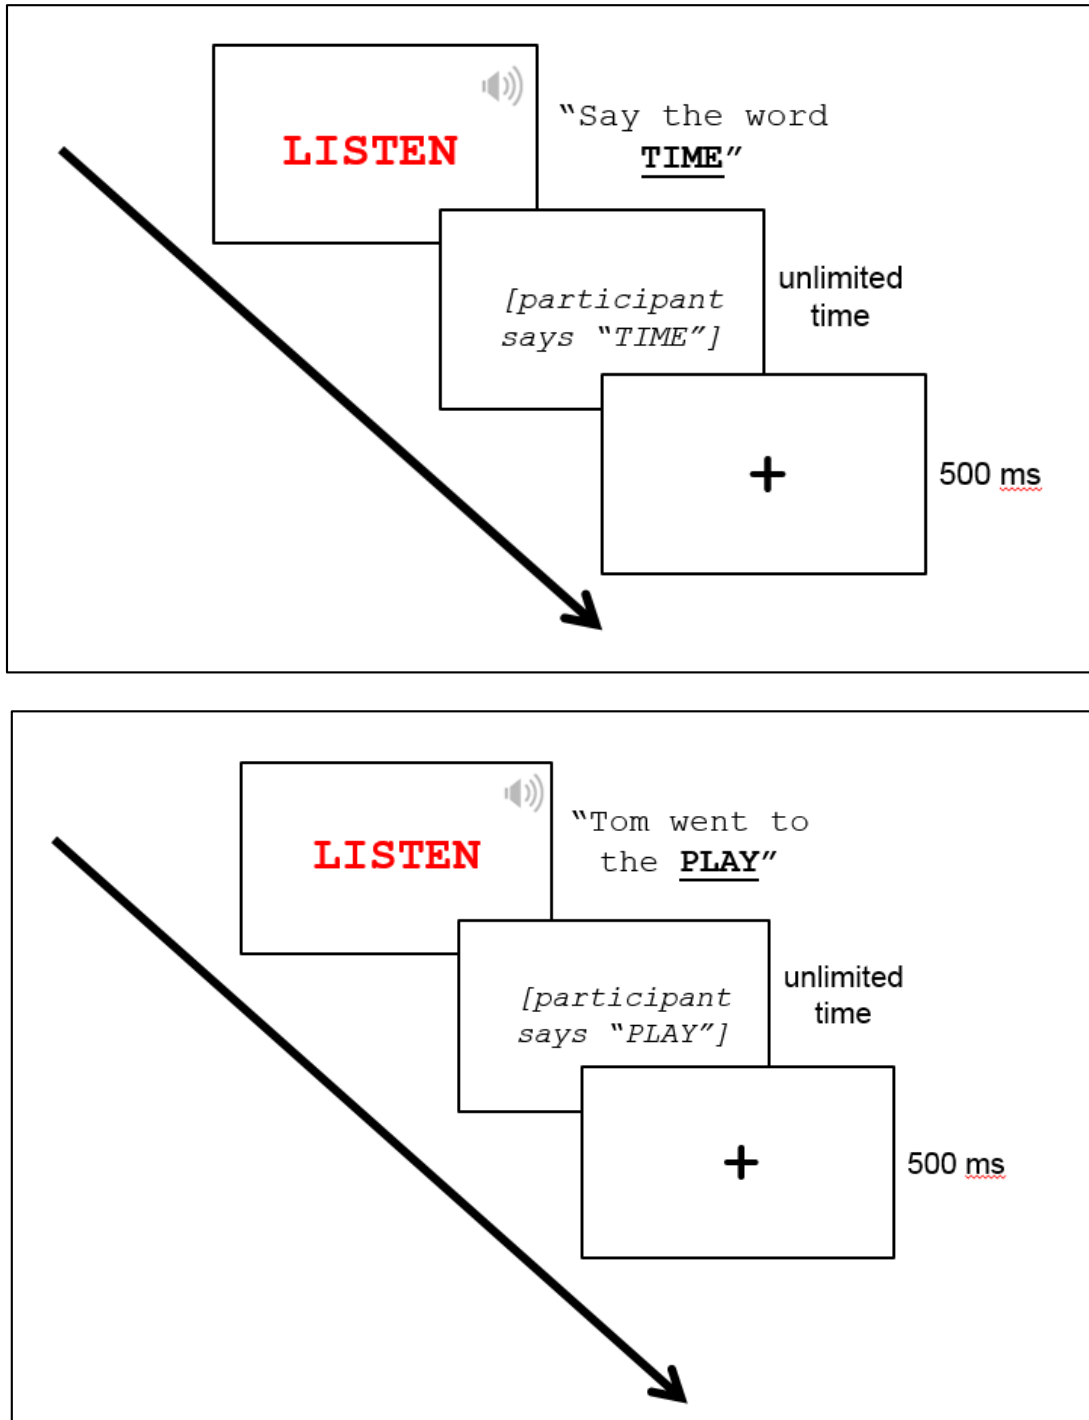 LISTEN
“Say the word
TIME”
[participant
says “TIME”]
unlimited
time
500 ms
LISTEN
“Tom went to
the PLAY”
[participant
says “PLAY”]
unlimited
time
500 ms